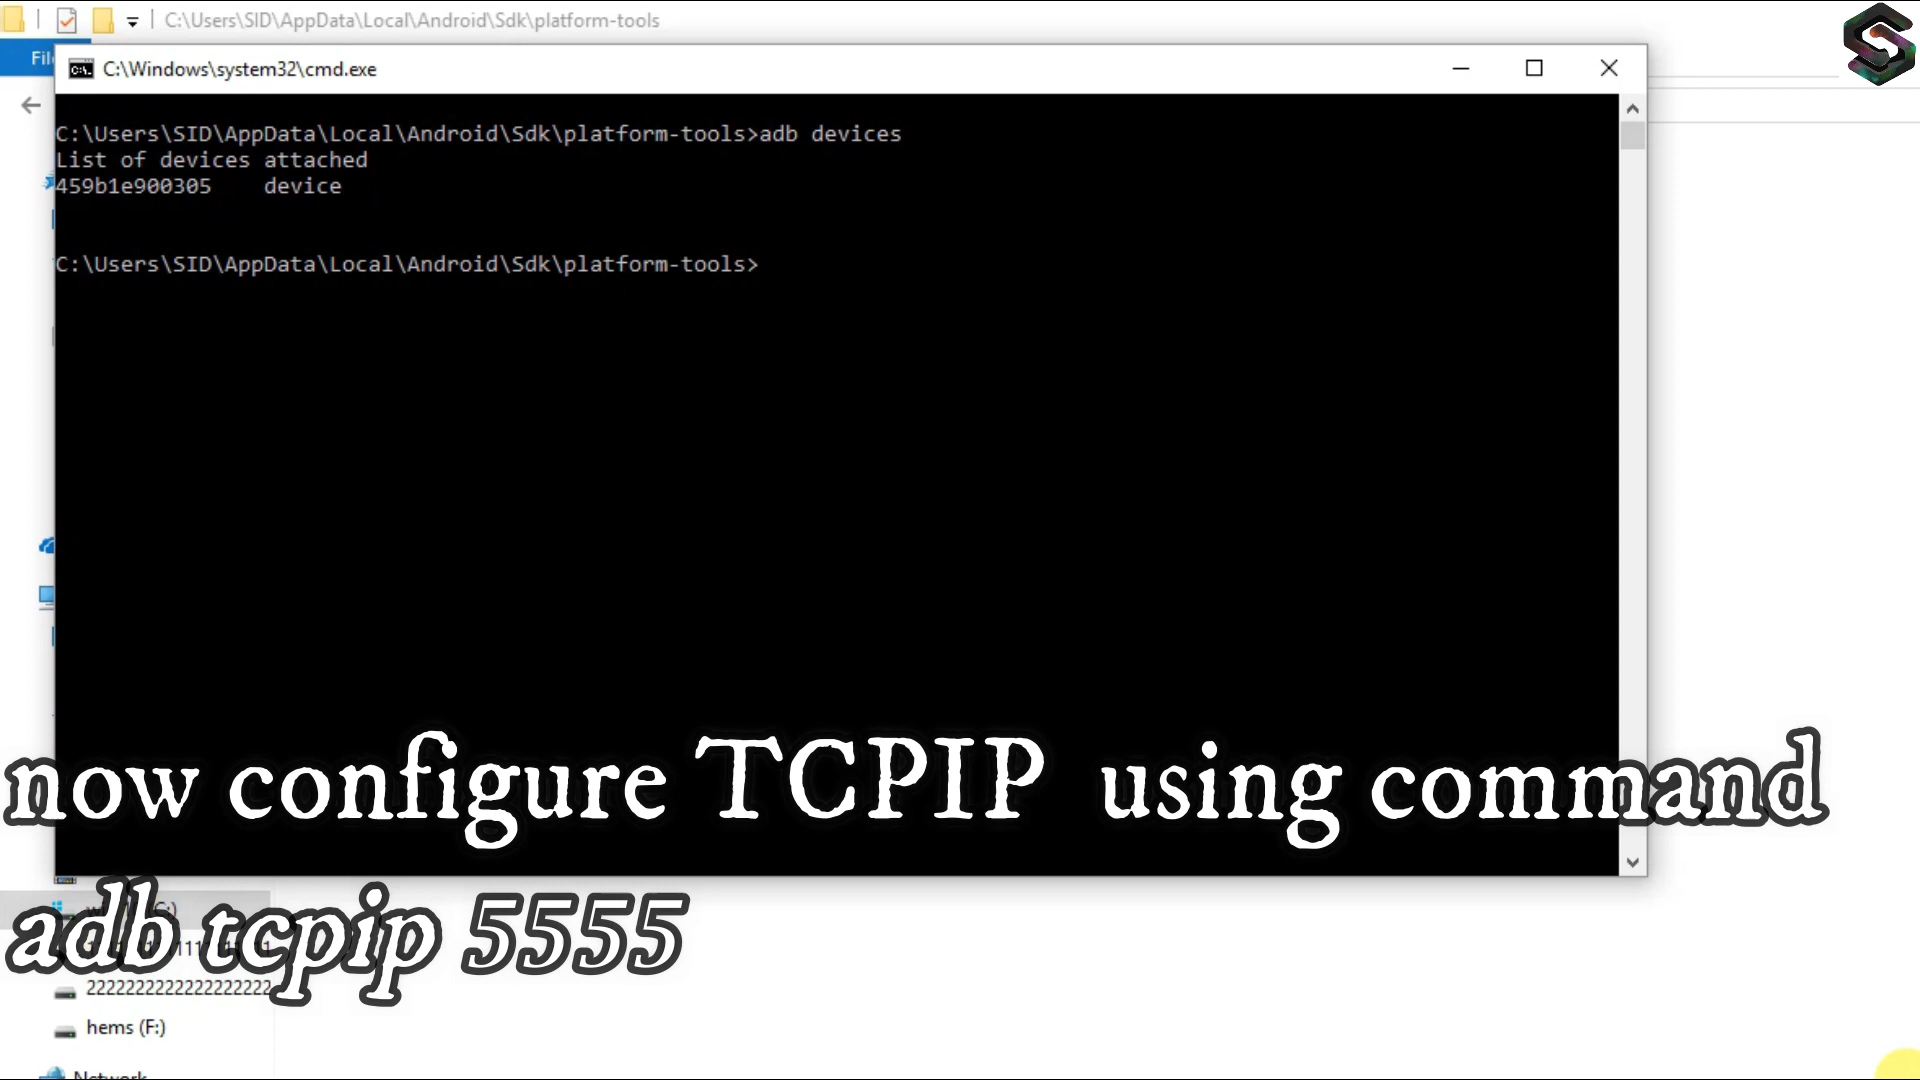 C:\Users\SID\AppData\Local\Android\Sdk\platform-tools
C:\Windows\system32\cmd.exe
C:\Users\SID\AppData\Local\Android\Sdk\platform-tools>adb devices
List of devices attached
459b1e900305 device
C:\Users\SID\AppData\Local\Android\Sdk\platform-tools>
now configure TCPIP using command
adb tcpip 5555
hems (F:)
Network